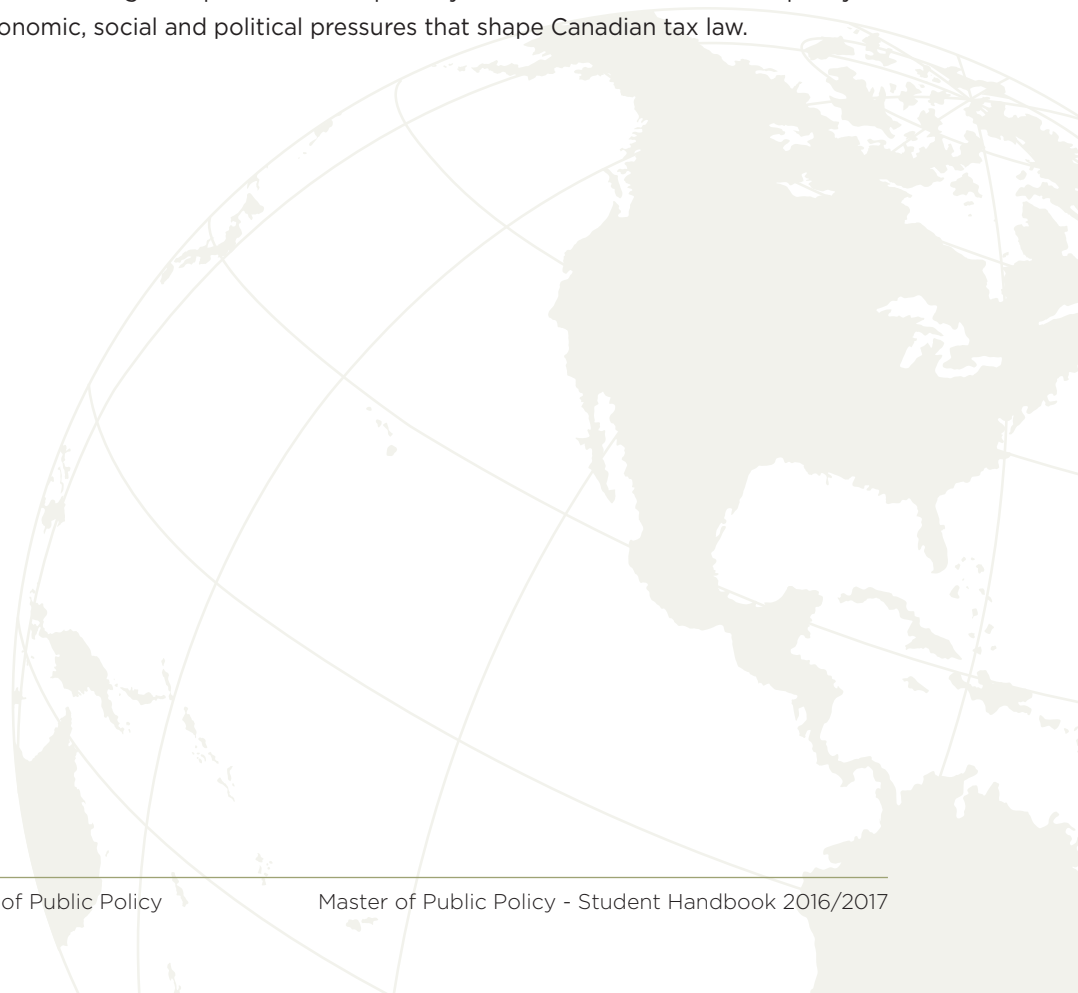 onomic, social and political pressures that shape Canadian tax law.
of Public Policy
Master of Public Policy - Student Handbook 2016/2017